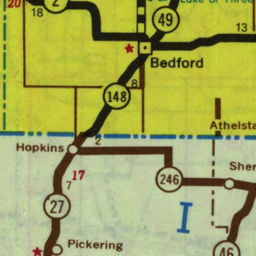 20
18
2
49
Lake of Three
13
Bedford
148
8
Athelsta
2
Hopkins
17
7
246
Sher
27
I
Pickering
46